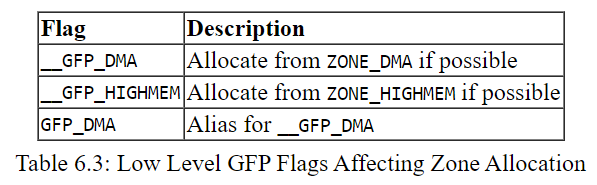 Flag Description
__GFP_DMA Allocate from ZONE_DMA if possible
__GFP_HIGHMEM Allocate from ZONE_HIGHMEM if possible
GFP_DMA Alias for __GFP_DMA
Table 6.3: Low Level GFP Flags Affecting Zone Allocation